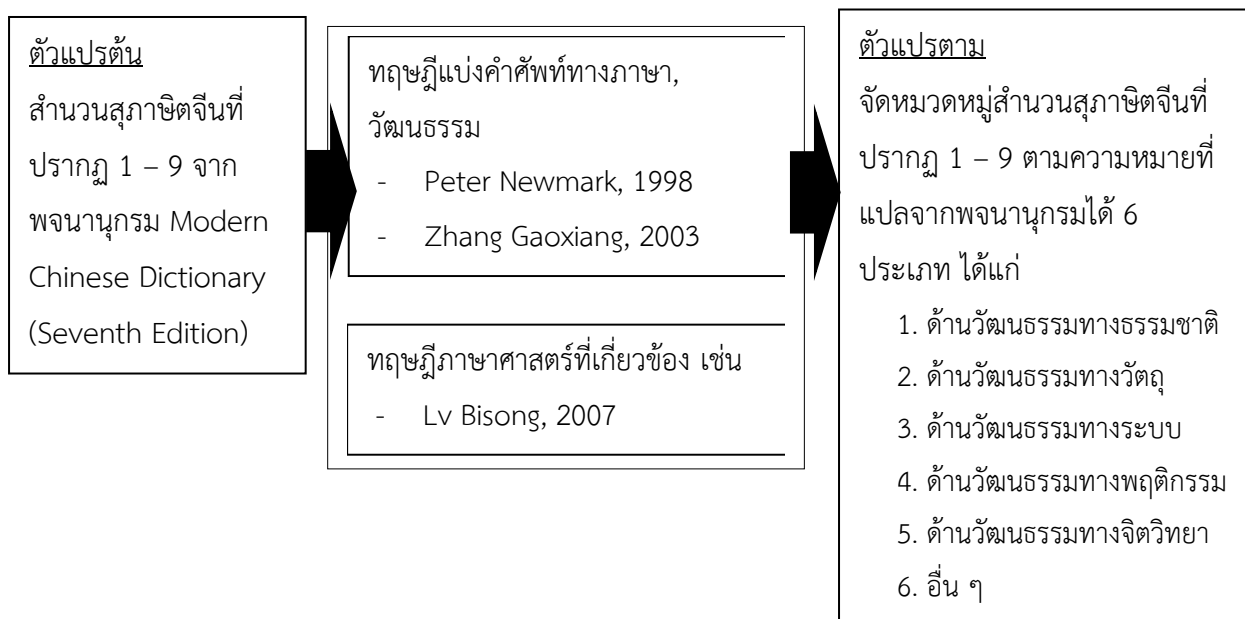 ตัวแปรต้น
สำนวนสุภาษิตจีนที่
ปรากฏ 1 – 9 จาก
พจนานุกรม Modern
Chinese Dictionary
(Seventh Edition)
ทฤษฎีแบ่งคำศัพท์ทางภาษา,
วัฒนธรรม
- Peter Newmark, 1998
- Zhang Gaoxiang, 2003
ทฤษฎีภาษาศาสตร์ที่เกี่ยวข้อง เช่น
- Lv Bisong, 2007
ตัวแปรตาม
จัดหมวดหมู่สำนวนสุภาษิตจีนที่
ปรากฏ 1 – 9 ตามความหมายที่
แปลจากพจนานุกรมได้ 6
ประเภท ได้แก่
1. ด้านวัฒนธรรมทางธรรมชาติ
2. ด้านวัฒนธรรมทางวัตถุ
3. ด้านวัฒนธรรมทางระบบ
4. ด้านวัฒนธรรมทางพฤติกรรม
5. ด้านวัฒนธรรมทางจิตวิทยา
6. อื่น ๆ